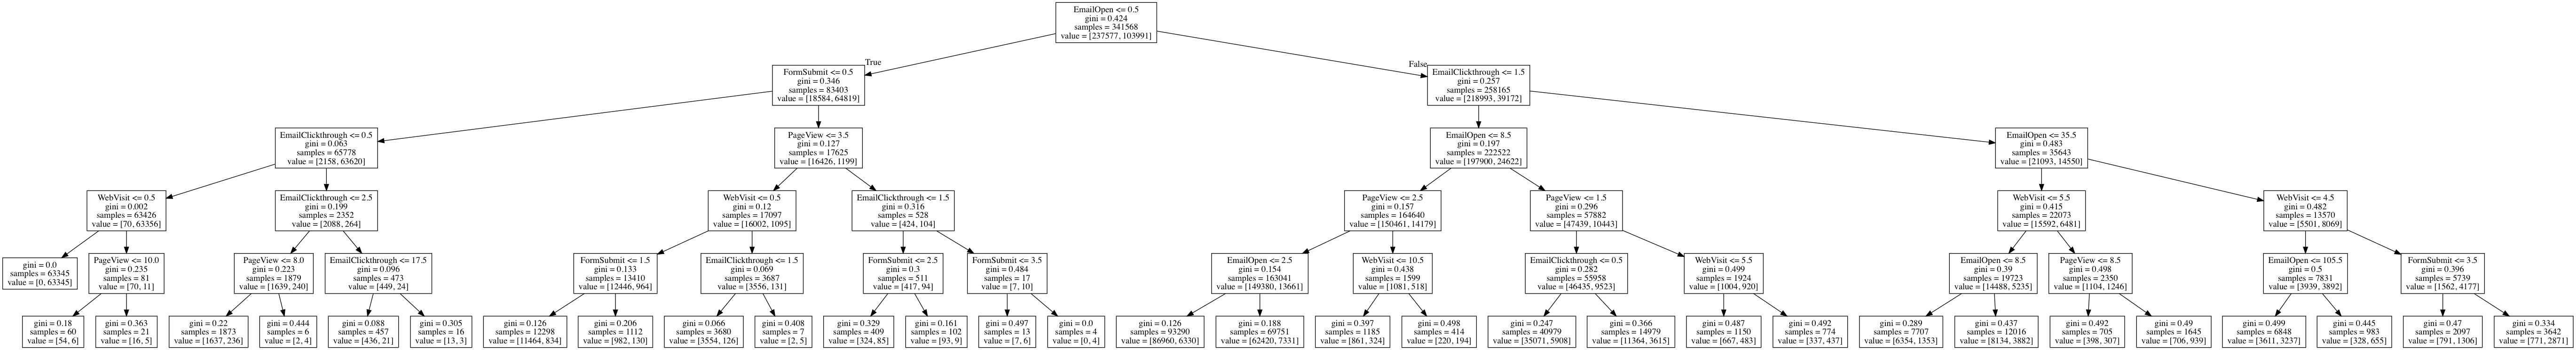 EmailOpen <= 0.5
gini = 0.424
samples = 341568
value = [237577, 103991]
True
False
FormSubmit <= 0.5
gini = 0.346
samples = 83403
value = [18584, 64819]
EmailClickthrough <= 1.5
gini = 0.257
samples = 258165
value = [218993, 39172]
EmailClickthrough <= 0.5
gini = 0.063
samples = 65778
value = [2158, 63620]
PageView <= 3.5
gini = 0.127
samples = 17625
value = [16426, 1199]
EmailOpen <= 8.5
gini = 0.197
samples = 222522
value = [197900, 24622]
EmailOpen <= 35.5
gini = 0.483
samples = 35643
value = [21093, 14550]
WebVisit <= 0.5
gini = 0.002
samples = 63426
value = [70, 63356]
EmailClickthrough <= 2.5
gini = 0.199
samples = 2352
value = [2088, 264]
WebVisit <= 0.5
gini = 0.12
samples = 17097
value = [16002, 1095]
EmailClickthrough <= 1.5
gini = 0.316
samples = 528
value = [424, 104]
PageView <= 2.5
gini = 0.157
samples = 164640
value = [150461, 14179]
PageView <= 1.5
gini = 0.296
samples = 57882
value = [47439, 10443]
WebVisit <= 5.5
gini = 0.415
samples = 22073
value = [15592, 6481]
WebVisit <= 4.5
gini = 0.482
samples = 13570
value = [5501, 8069]
gini = 0.0
samples = 63345
value = [0, 63345]
PageView <= 10.0
gini = 0.235
samples = 81
value = [70, 11]
PageView <= 8.0
gini = 0.223
samples = 1879
value = [1639, 240]
EmailClickthrough <= 17.5
gini = 0.096
samples = 473
value = [449, 24]
FormSubmit <= 1.5
gini = 0.133
samples = 13410
value = [12446, 964]
EmailClickthrough <= 1.5
gini = 0.069
samples = 3687
value = [3556, 131]
FormSubmit <= 2.5
gini = 0.3
samples = 511
value = [417, 94]
FormSubmit <= 3.5
gini = 0.484
samples = 17
value = [7, 10]
EmailOpen <= 2.5
gini = 0.154
samples = 163041
value = [149380, 13661]
WebVisit <= 10.5
gini = 0.438
samples = 1599
value = [1081, 518]
EmailClickthrough <= 0.5
gini = 0.282
samples = 55958
value = [46435, 9523]
WebVisit <= 5.5
gini = 0.499
samples = 1924
value = [1004, 920]
EmailOpen <= 8.5
gini = 0.39
samples = 19723
value = [14488, 5235]
PageView <= 8.5
gini = 0.498
samples = 2350
value = [1104, 1246]
EmailOpen <= 105.5
gini = 0.5
samples = 7831
value = [3939, 3892]
FormSubmit <= 3.5
gini = 0.396
samples = 5739
value = [1562, 4177]
gini = 0.18
samples = 60
value = [54, 6]
gini = 0.363
samples = 21
value = [16, 5]
gini = 0.22
samples = 1873
value = [1637, 236]
gini = 0.444
samples = 6
value = [2, 4]
gini = 0.088
samples = 457
value = [436, 21]
gini = 0.305
samples = 16
value = [13, 3]
gini = 0.126
samples = 12298
value = [11464, 834]
gini = 0.206
samples = 1112
value = [982, 130]
gini = 0.066
samples = 3680
value = [3554, 126]
gini = 0.408
samples = 7
value = [2, 5]
gini = 0.329
samples = 409
value = [324, 85]
gini = 0.161
samples = 102
value = [93, 9]
gini = 0.497
samples = 13
value = [7, 6]
gini = 0.0
samples = 4
value = [0, 4]
gini = 0.126
samples = 93290
value = [86960, 6330]
gini = 0.188
samples = 69751
value = [62420, 7331]
gini = 0.397
samples = 1185
value = [861, 324]
gini = 0.498
samples = 414
value = [220, 194]
gini = 0.247
samples = 40979
value = [35071, 5908]
gini = 0.366
samples = 14979
value = [11364, 3615]
gini = 0.487
samples = 1150
value = [667, 483]
gini = 0.492
samples = 774
value = [337, 437]
gini = 0.289
samples = 7707
value = [6354, 1353]
gini = 0.437
samples = 12016
value = [8134, 3882]
gini = 0.492
samples = 705
value = [398, 307]
gini = 0.49
samples = 1645
value = [706, 939]
gini = 0.499
samples = 6848
value = [3611, 3237]
gini = 0.445
samples = 983
value = [328, 655]
gini = 0.47
samples = 2097
value = [791, 1306]
gini = 0.334
samples = 3642
value = [771, 2871]